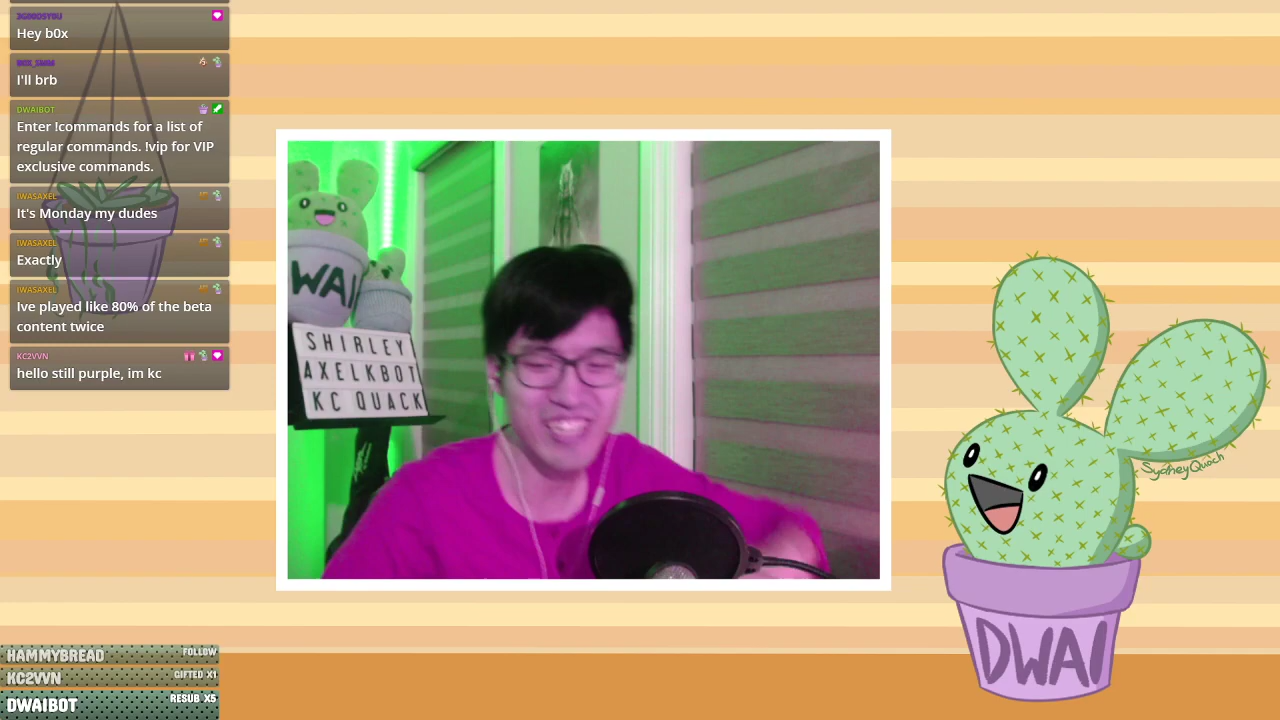 3G00OSYBU
Hey b0x
B0X_SMM
I'll brb
DWAIBOT
Enter !commands for a list of
regular commands. !vip for VIP
exclusive commands.
IWASAXEL
It's Monday my dudes
IWASAXEL
Exactly
IWASAXEL
Ive played like 80% of the beta
content twice
KC2VVN
hello still purple, im kc
WAI
SHIRLEY
AXELKBOT
KC QUACK
SydneyQuach
DWAI
HAMMYBREAD FOLLOW
KC2VVN GIFTED X1
DWAIBOT RESUB X5